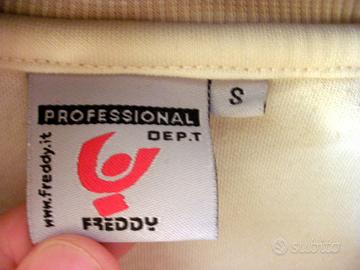 PROFESSIONAL
DEP.T
www.freddy.it
FREDDY
S
subito